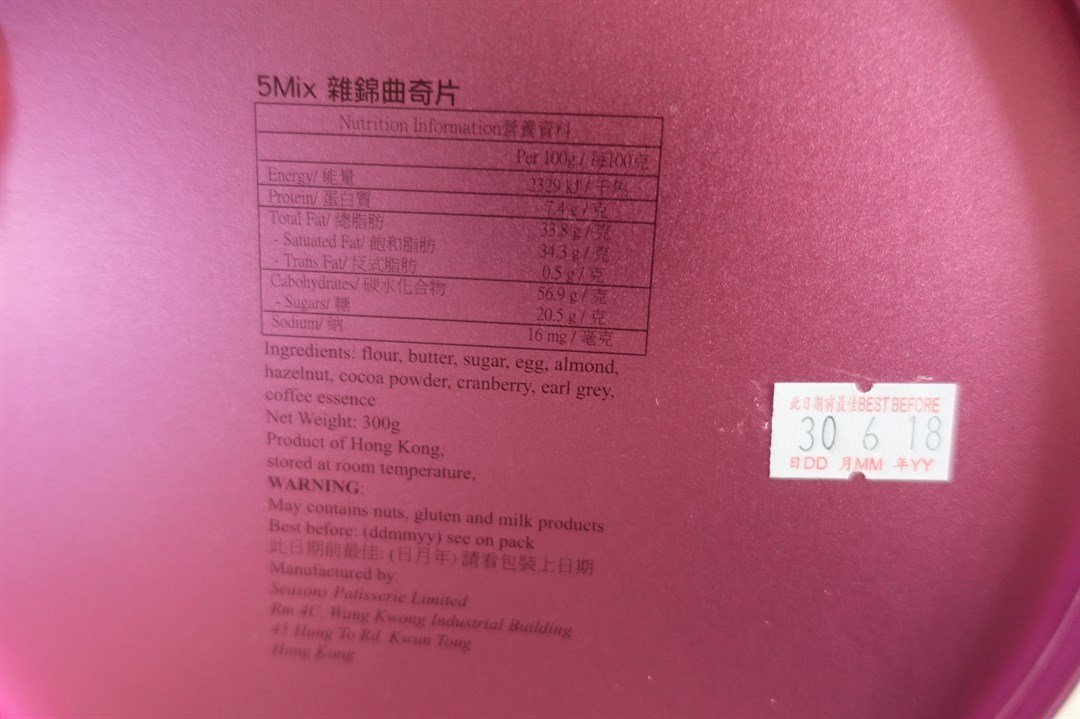 5Mix 雜錦曲奇片
Nutrition Information營養資料
Per 100g / 每100克
Energy/ 能量 2329 kJ / 千焦
Protein/ 蛋白質 7.4 g / 克
Total Fat/ 總脂肪 33.8 g / 克
- Satuated Fat/ 飽和脂肪 34.3 g / 克
- Trans Fat/ 反式脂肪 0.5 g / 克
Cabohydrates/ 碳水化合物 56.9 g / 克
- Sugars/ 糖 20.5 g / 克
Sodium/ 鈉 16 mg / 毫克
Ingredients: flour, butter, sugar, egg, almond,
hazelnut, cocoa powder, cranberry, earl grey,
coffee essence
Net Weight: 300g
Product of Hong Kong,
stored at room temperature,
WARNING:
May contains nuts, gluten and milk products
Best before: (ddmmyy) see on pack
此日期前最佳: (日月年) 請看包裝上日期
Manufactured by:
Seasons Patisserie Limited
Rm 4C, Wang Kwong Industrial Building
45 Hung To Rd, Kwun Tong
Hong Kong
此日期前最佳BEST BEFORE
30 6 18
日DD 月MM 年YY